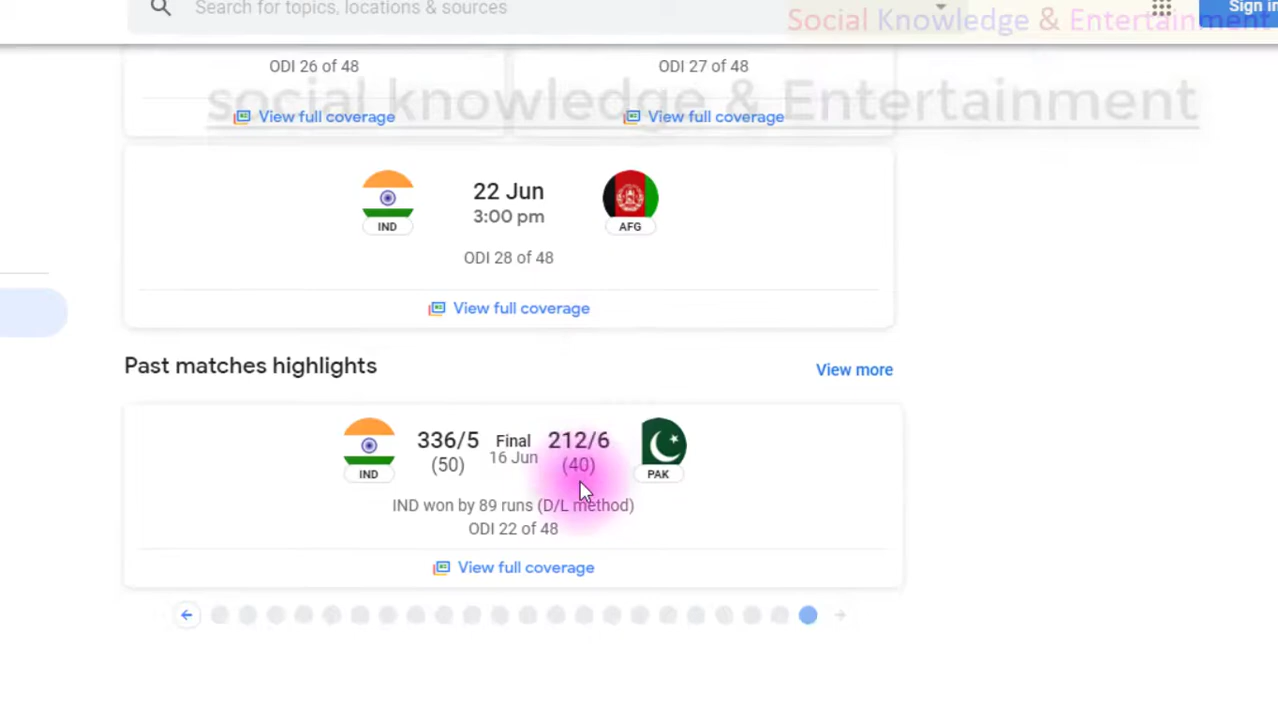 Search for topics, locations & sources
Sign in
Social Knowledge & Entertainment
ODI 26 of 48
ODI 27 of 48
social knowledge & Entertainment
View full coverage
View full coverage
22 Jun
3:00 pm
IND
AFG
ODI 28 of 48
View full coverage
Past matches highlights
View more
336/5
Final
212/6
(50)
16 Jun
(40)
IND
PAK
IND won by 89 runs (D/L method)
ODI 22 of 48
View full coverage